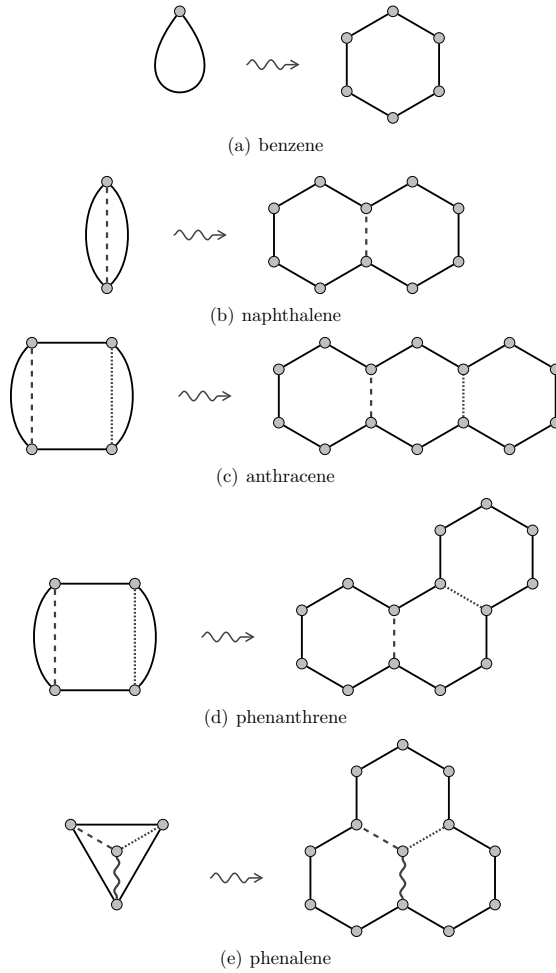 (a) benzene
(b) naphthalene
(c) anthracene
(d) phenanthrene
(e) phenalene